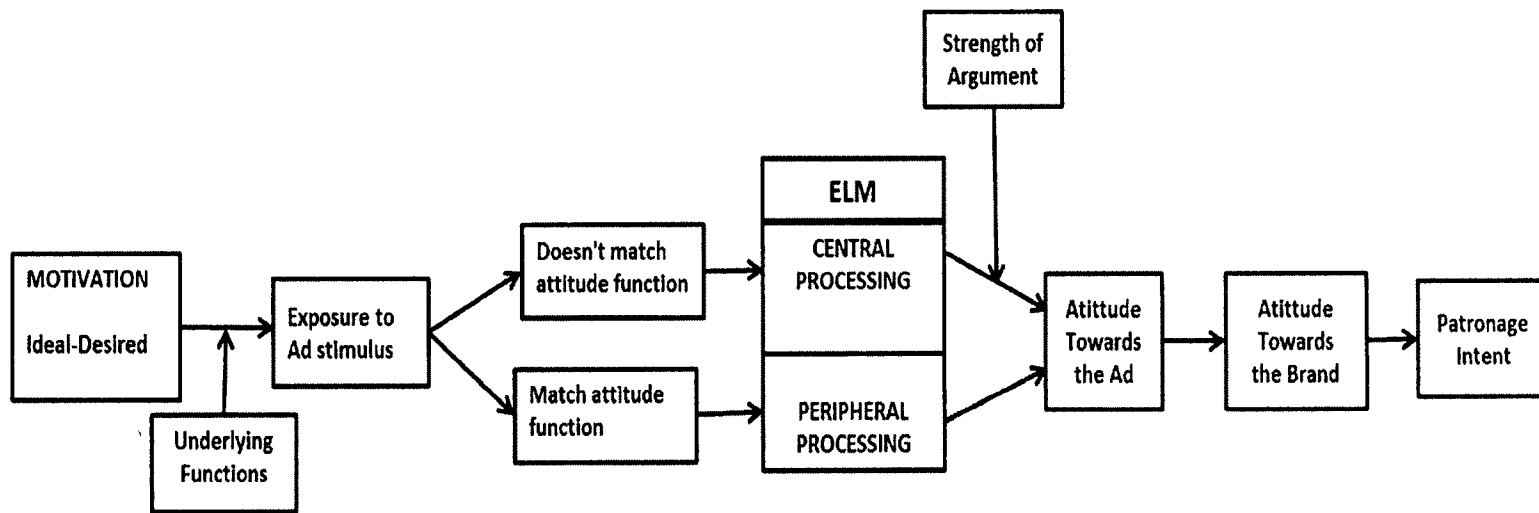 MOTIVATION
Ideal-Desired
Underlying
Functions
Exposure to
Ad stimulus
Doesn't match
attitude function
Match attitude
function
ELM
CENTRAL
PROCESSING
PERIPHERAL
PROCESSING
Strength of
Argument
Atittude
Towards
the Ad
Atittude
Towards
the Brand
Patronage
Intent